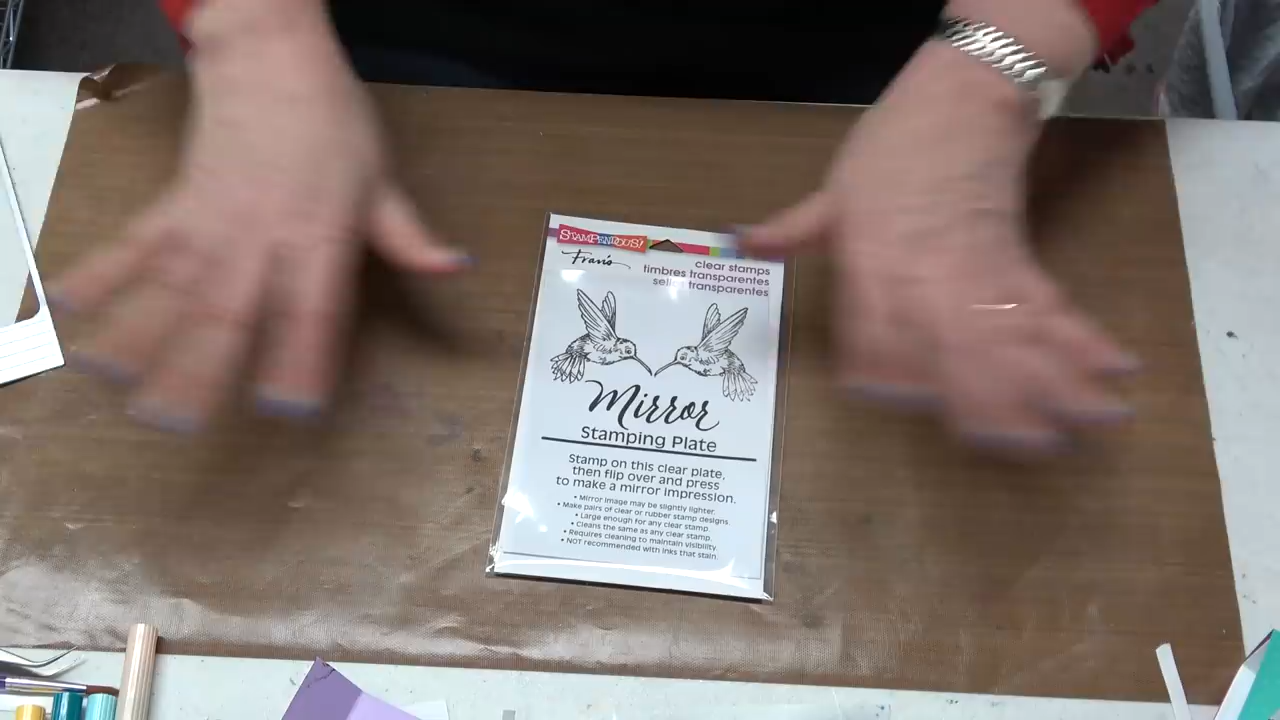 STAMPENDOUS!
Fran's
clear stamps
timbres transparentes
sellos transparentes
Mirror
Stamping Plate
Stamp on this clear plate,
then flip over and press
to make a mirror impression.
• Mirror image may be slightly lighter.
• Make pairs of clear or rubber stamp designs.
• Large enough for any clear stamp.
• Cleans the same as any clear stamp.
• Requires cleaning to maintain visibility.
• NOT recommended with inks that stain.